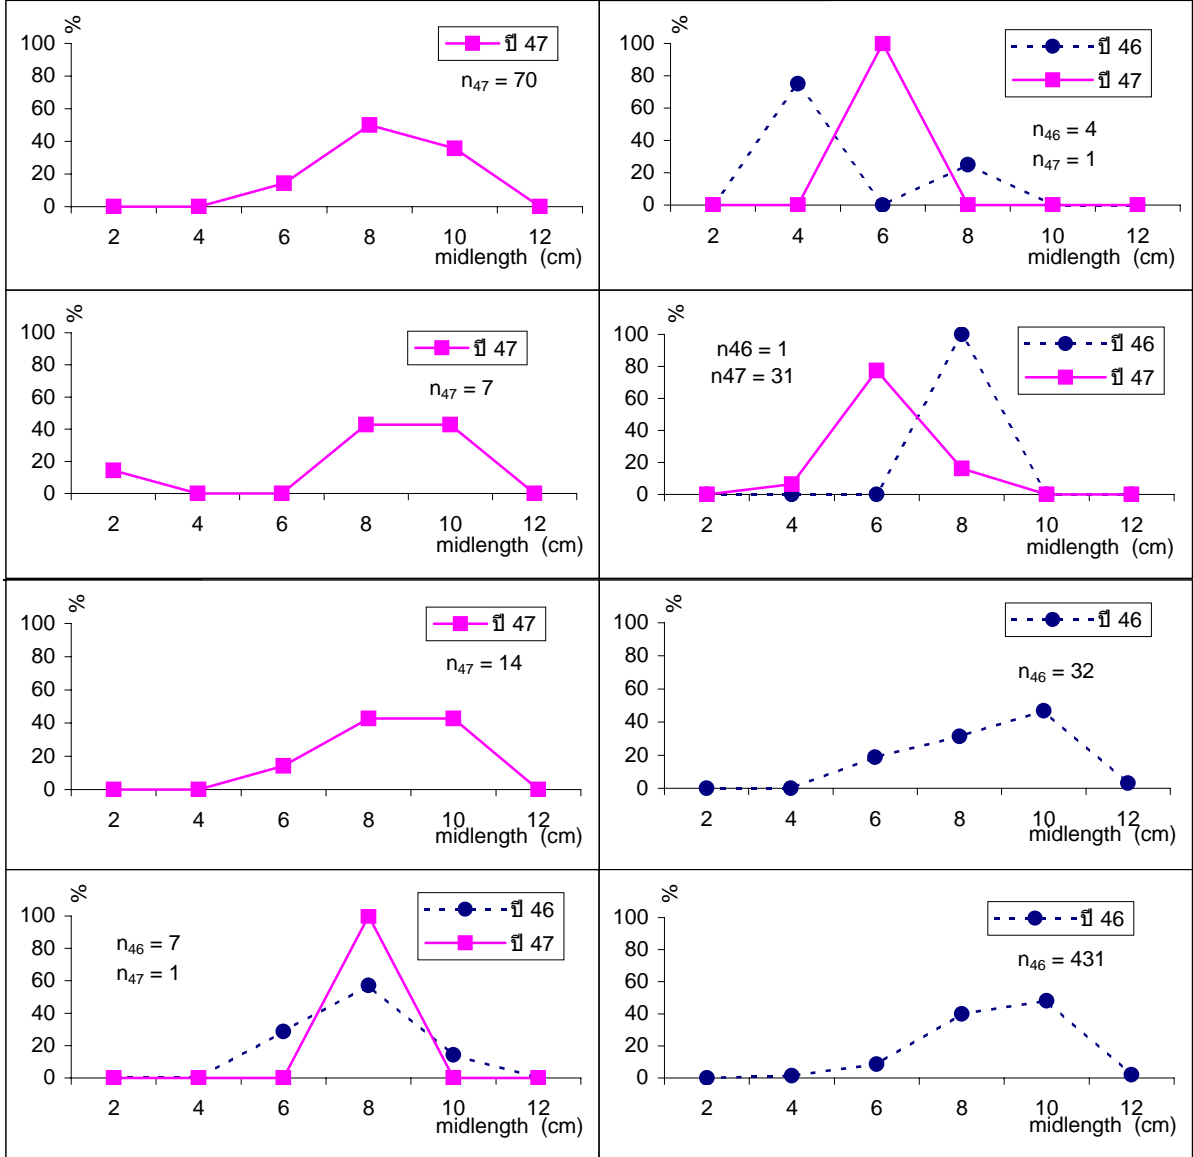 %
100
80
60
40
20
0
2 4 6 8 10 12
midlength (cm)
ปี 47
n47 = 70
%
100
80
60
40
20
0
2 4 6 8 10 12
midlength (cm)
ปี 46
ปี 47
n46 = 4
n47 = 1
%
100
80
60
40
20
0
2 4 6 8 10 12
midlength (cm)
ปี 47
n47 = 7
%
100
80
60
40
20
0
2 4 6 8 10 12
midlength (cm)
n46 = 1
n47 = 31
ปี 46
ปี 47
%
100
80
60
40
20
0
2 4 6 8 10 12
midlength (cm)
ปี 47
n47 = 14
%
100
80
60
40
20
0
2 4 6 8 10 12
midlength (cm)
ปี 46
n46 = 32
%
100
80
60
40
20
0
2 4 6 8 10 12
midlength (cm)
n46 = 7
n47 = 1
ปี 46
ปี 47
%
100
80
60
40
20
0
2 4 6 8 10 12
midlength (cm)
ปี 46
n46 = 431